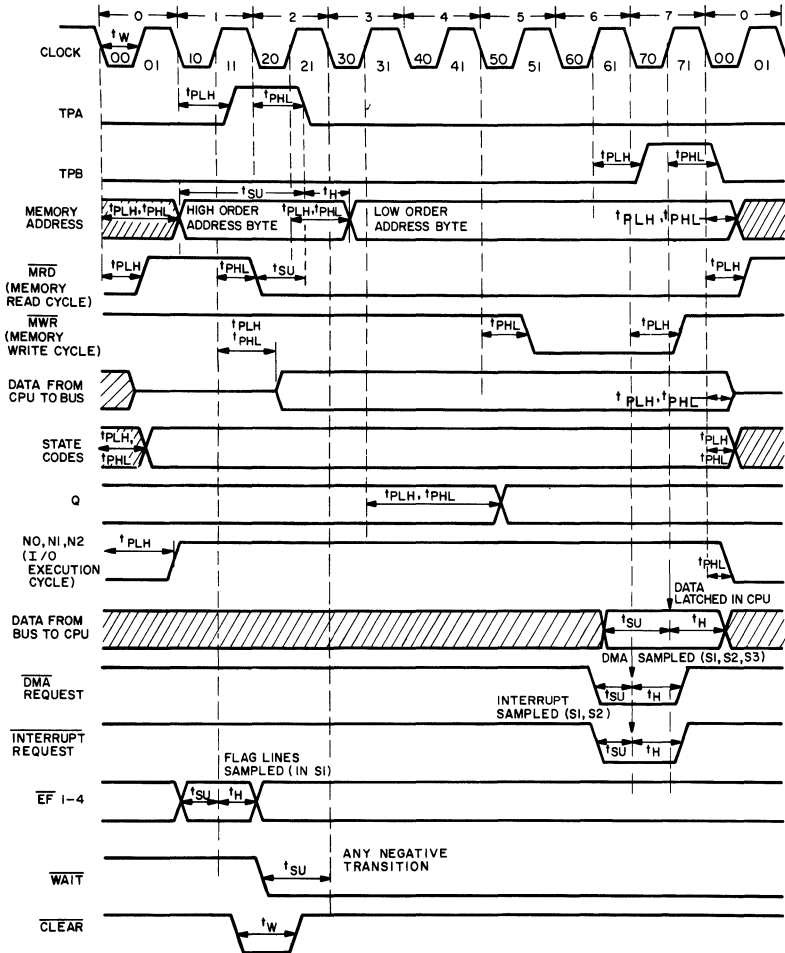 0 1 2 3 4 5 6 7 0
CLOCK
tW
00 01 10 11 20 21 30 31 40 41 50 51 60 61 70 71 00 01
TPA
tPLH tPHL
TPB
tPLH tPHL
tSU tH
MEMORY
ADDRESS
tPLH,tPHL
HIGH ORDER
ADDRESS BYTE
tPLH,tPHL
LOW ORDER
ADDRESS BYTE
tPLH,tPHL
MRD
(MEMORY
READ CYCLE)
tPLH tPHL tSU tPLH
MWR
(MEMORY
WRITE CYCLE)
tPLH
tPHL
tPHL tPLH
DATA FROM
CPU TO BUS
tPLH,tPHL
STATE
CODES
tPLH,
tPHL
tPLH
tPHL
Q
tPLH,tPHL
N0,N1,N2
(I/O
EXECUTION
CYCLE)
tPLH tPHL
DATA
LATCHED IN CPU
DATA FROM
BUS TO CPU
tSU tH
DMA SAMPLED (S1,S2,S3)
DMA
REQUEST
tSU tH
INTERRUPT
SAMPLED (S1,S2)
INTERRUPT
REQUEST
tSU tH
FLAG LINES
SAMPLED (IN S1)
EF 1-4
tSU tH
ANY NEGATIVE
TRANSITION
WAIT
tSU
CLEAR
tW